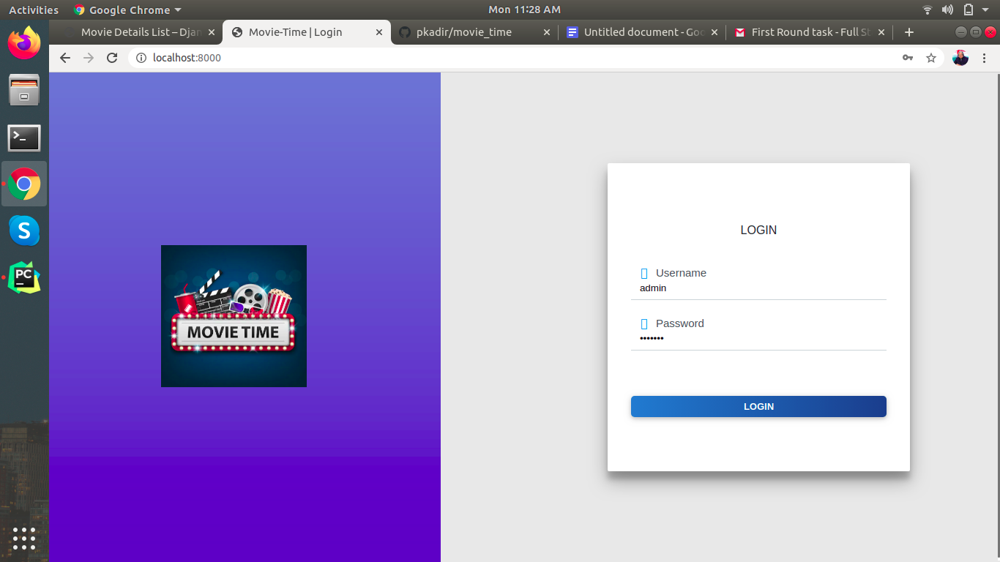 Activities Google Chrome Mon 11:28 AM
Movie Details List – Djan Movie-Time | Login pkadir/movie_time Untitled document - Goo First Round task - Full St
localhost:8000
LOGIN
Username
admin
Password
•••••••
LOGIN
MOVIE TIME
S
PC